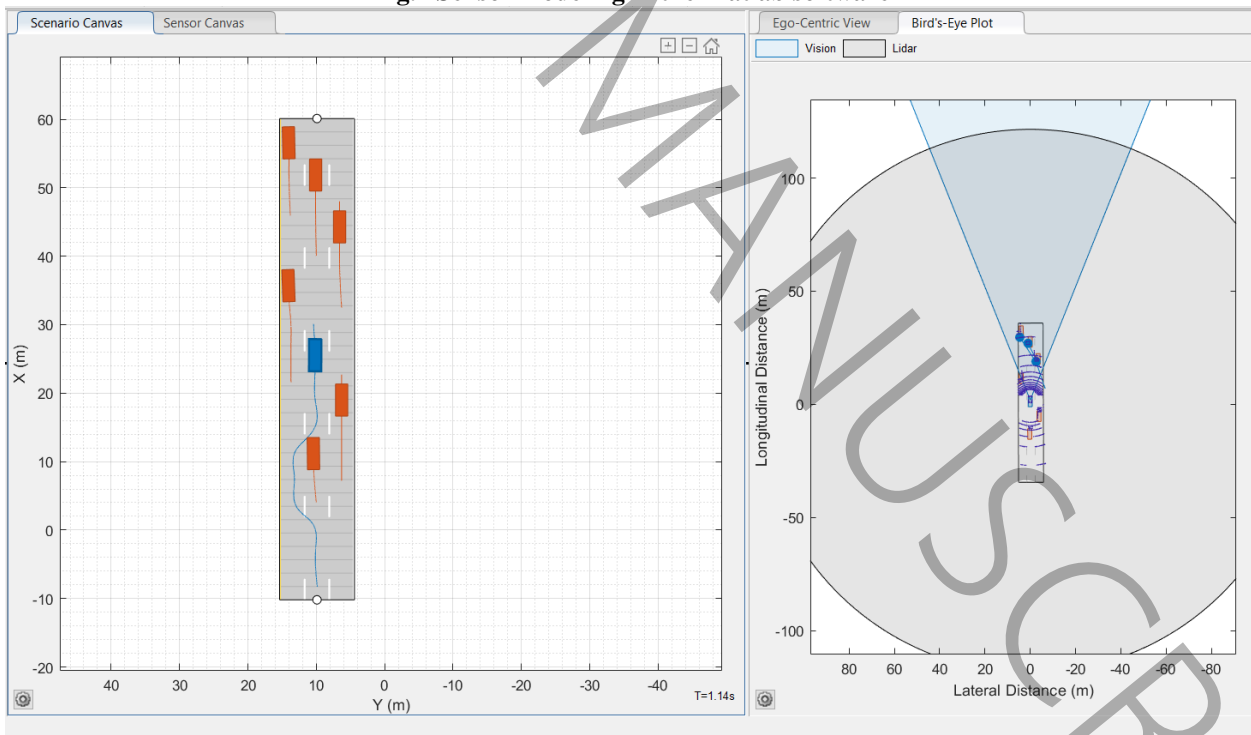 Scenario Canvas
Sensor Canvas
60
50
40
30
20
10
0
-10
-20
X (m)
40
30
20
10
0
-10
-20
-30
-40
Y (m)
T=1.14s
Ego-Centric View
Bird's-Eye Plot
Vision
Lidar
100
50
0
-50
-100
Longitudinal Distance (m)
80
60
40
20
0
-20
-40
-60
-80
Lateral Distance (m)
MANUSCR